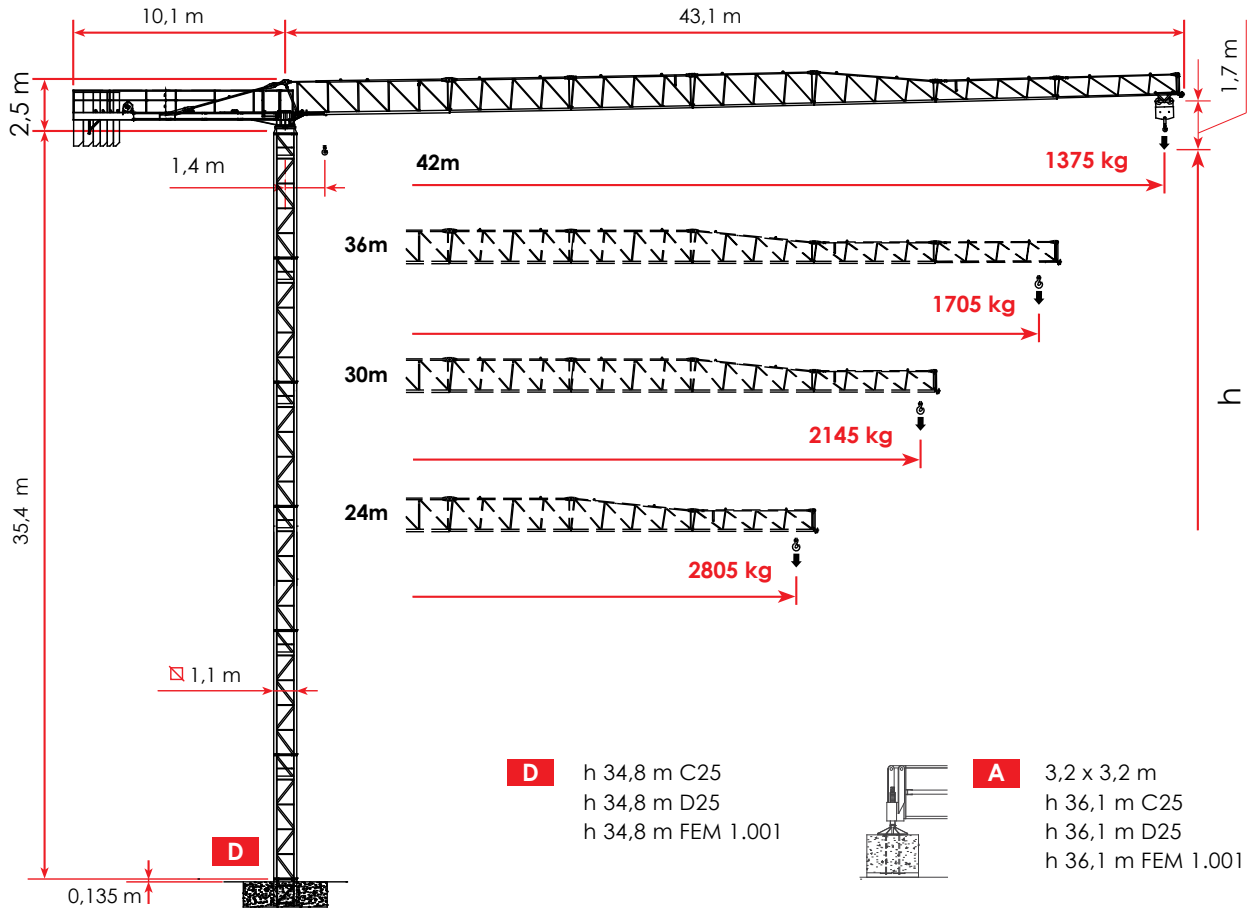 10,1 m
43,1 m
2,5 m
1,7 m
1,4 m
42m
1375 kg
36m
1705 kg
h
30m
2145 kg
35,4 m
24m
2805 kg
1,1 m
D
h 34,8 m C25
h 34,8 m D25
h 34,8 m FEM 1.001
A
3,2 x 3,2 m
h 36,1 m C25
h 36,1 m D25
h 36,1 m FEM 1.001
D
0,135 m